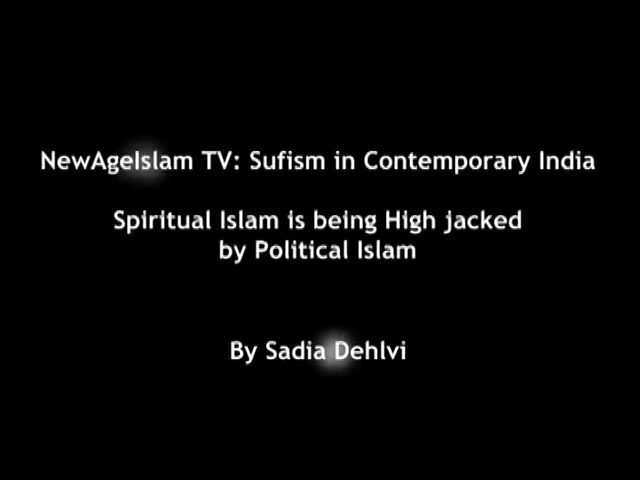 NewAgeIslam TV: Sufism in Contemporary India
Spiritual Islam is being High jacked
by Political Islam
By Sadia Dehlvi